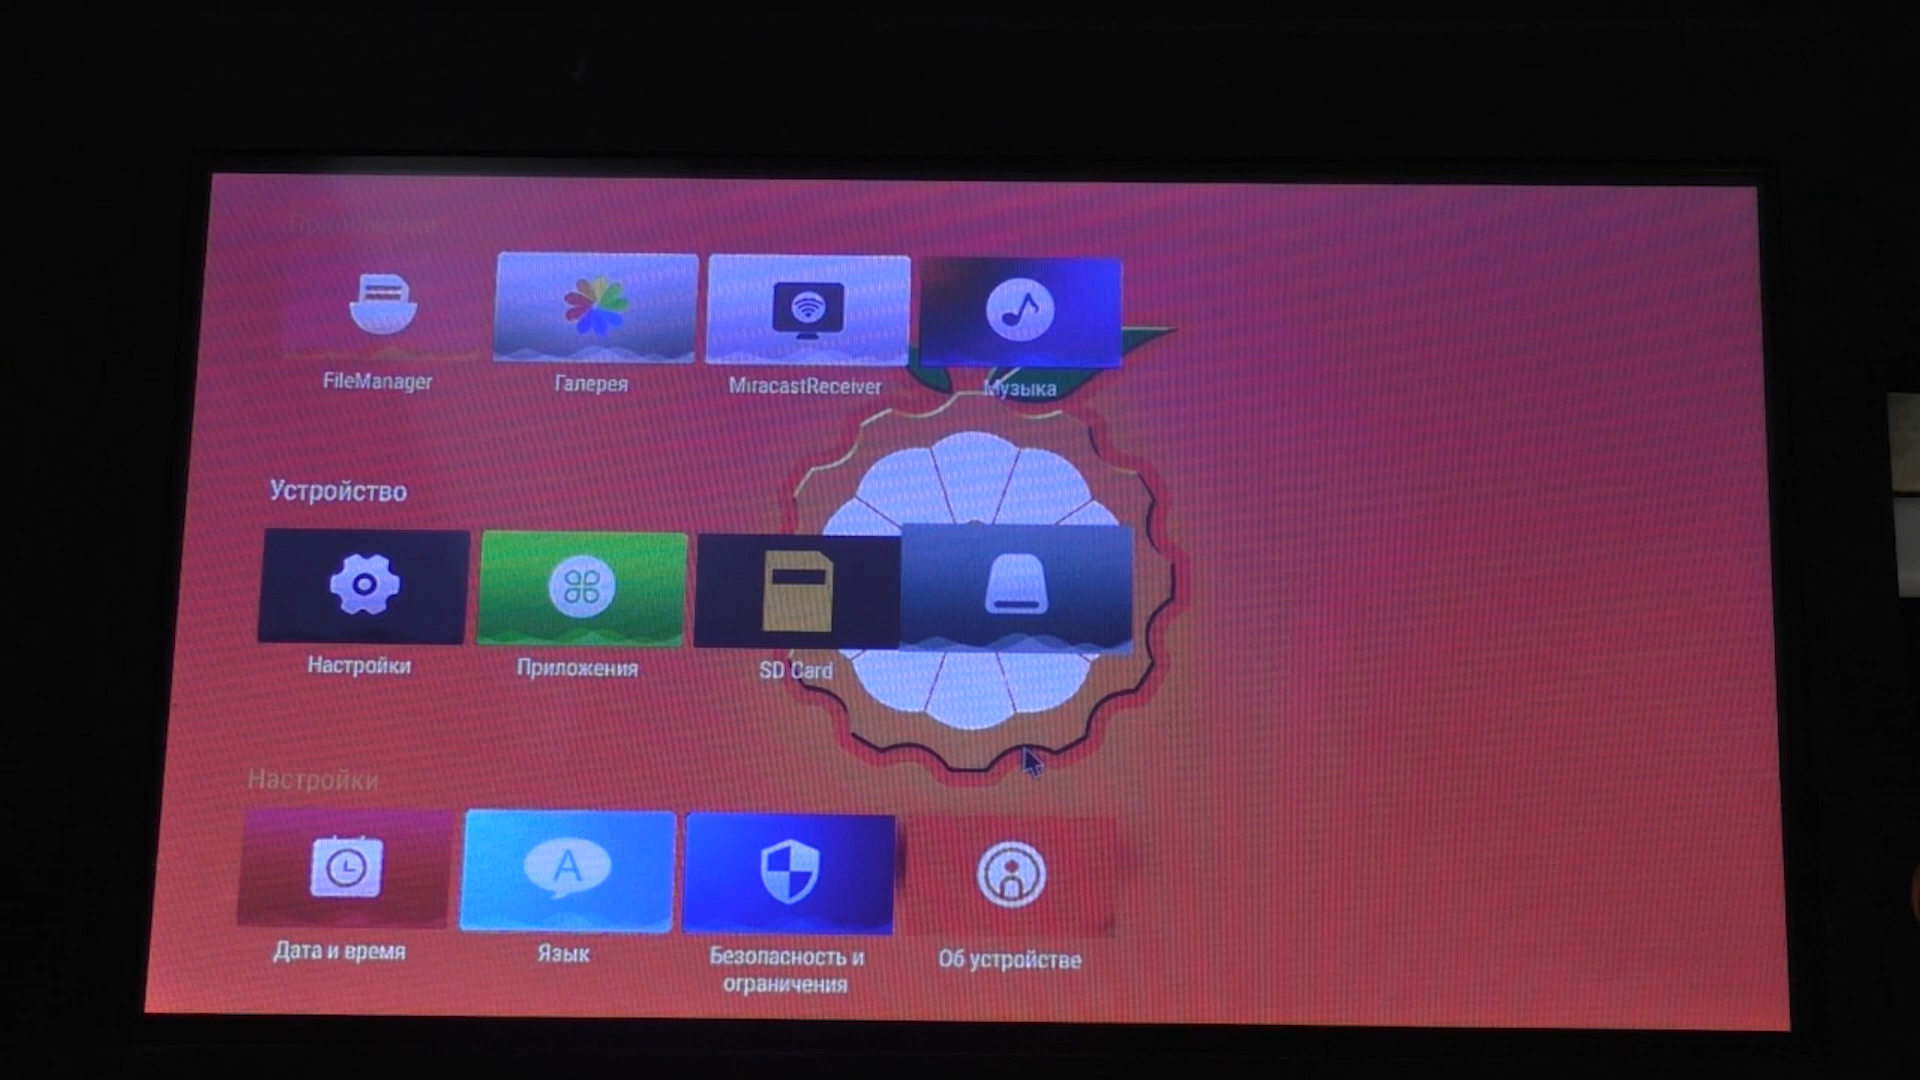 FileManager
Галерея
MiracastReceiver
Музыка
Устройство
Настройки
Приложения
SD Card
Настройки
A
Дата и время
Язык
Безопасность и
ограничения
Об устройстве